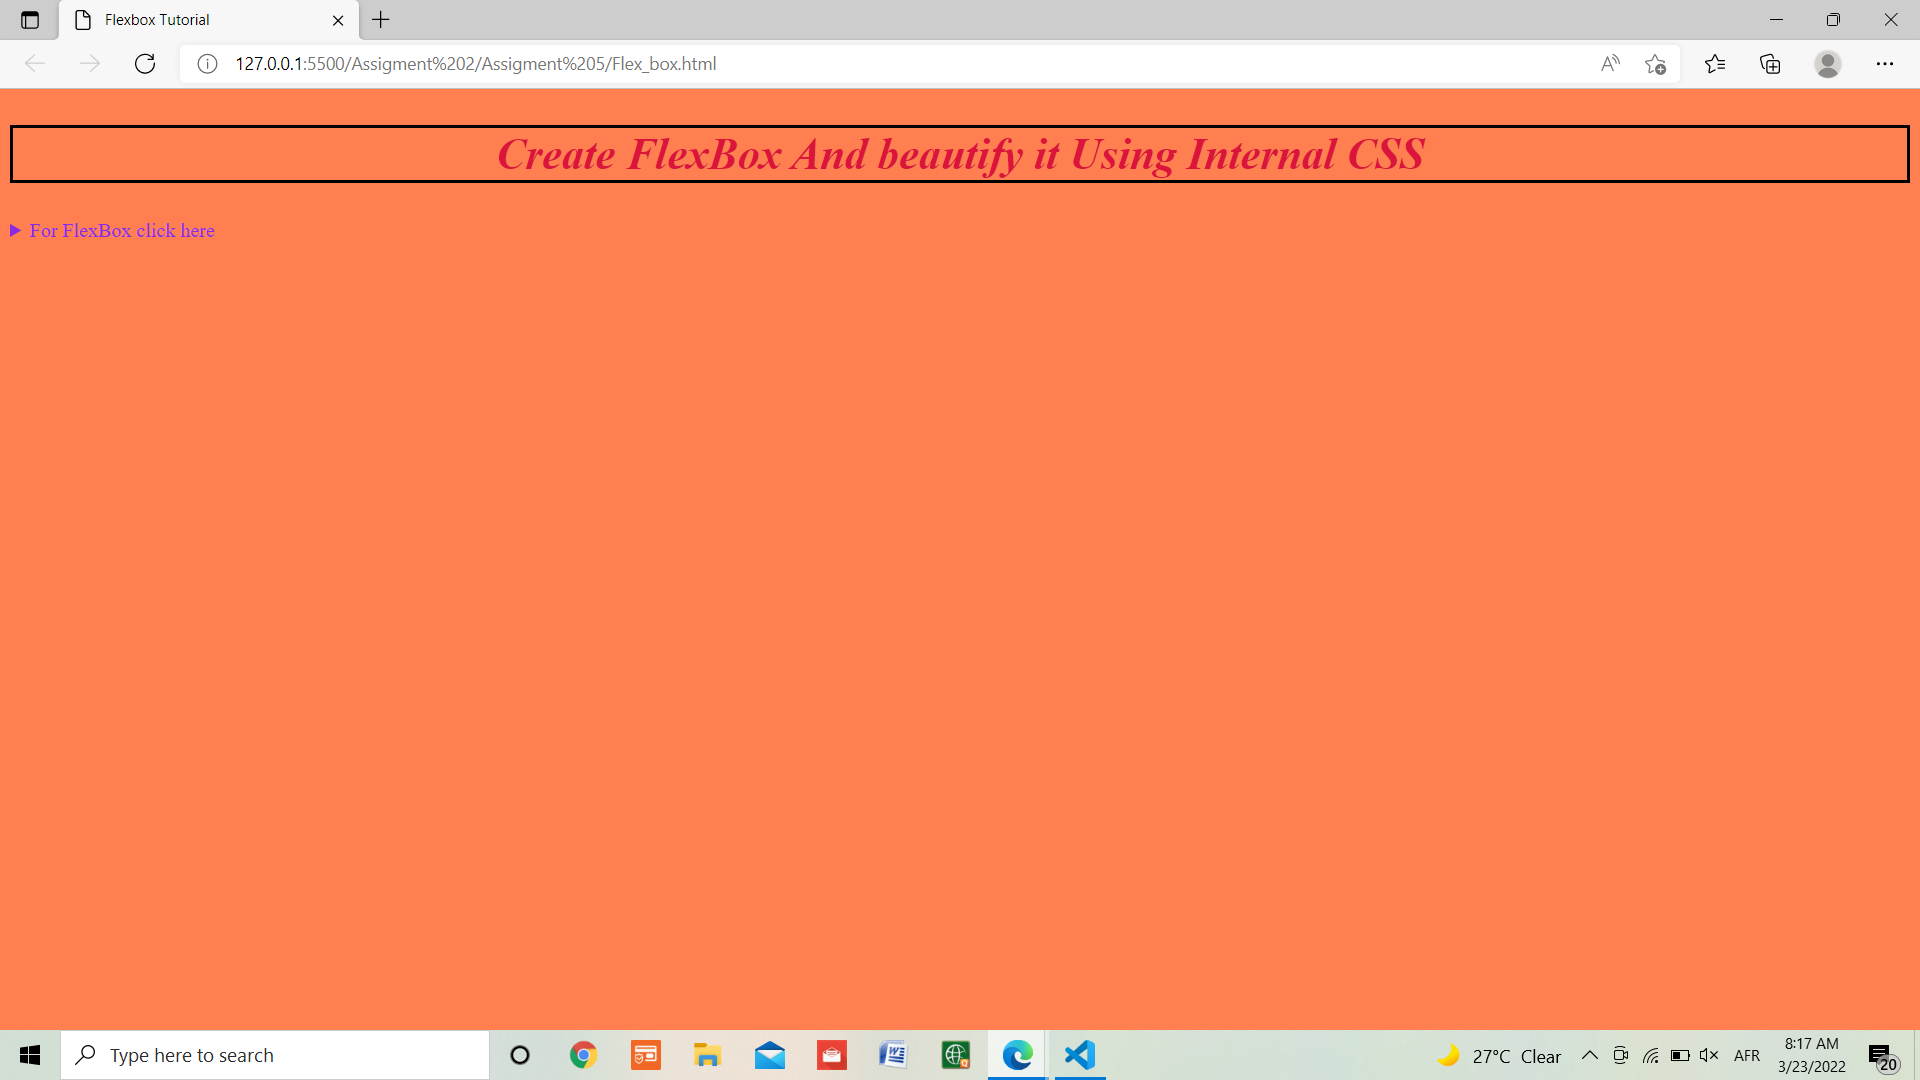 Flexbox Tutorial
127.0.0.1:5500/Assigment%202/Assigment%205/Flex_box.html
Create FlexBox And beautify it Using Internal CSS
For FlexBox click here
Type here to search
27°C Clear
AFR
8:17 AM
3/23/2022
20